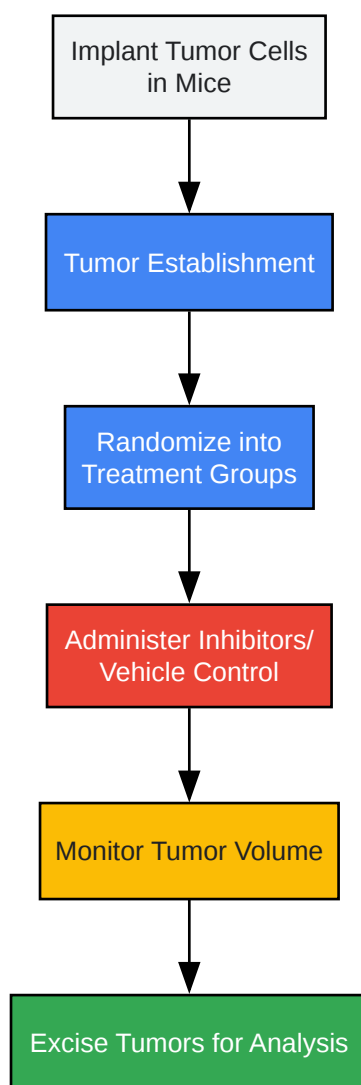 Implant Tumor Cells
in Mice
Tumor Establishment
Randomize into
Treatment Groups
Administer Inhibitors/
Vehicle Control
Monitor Tumor Volume
Excise Tumors for Analysis